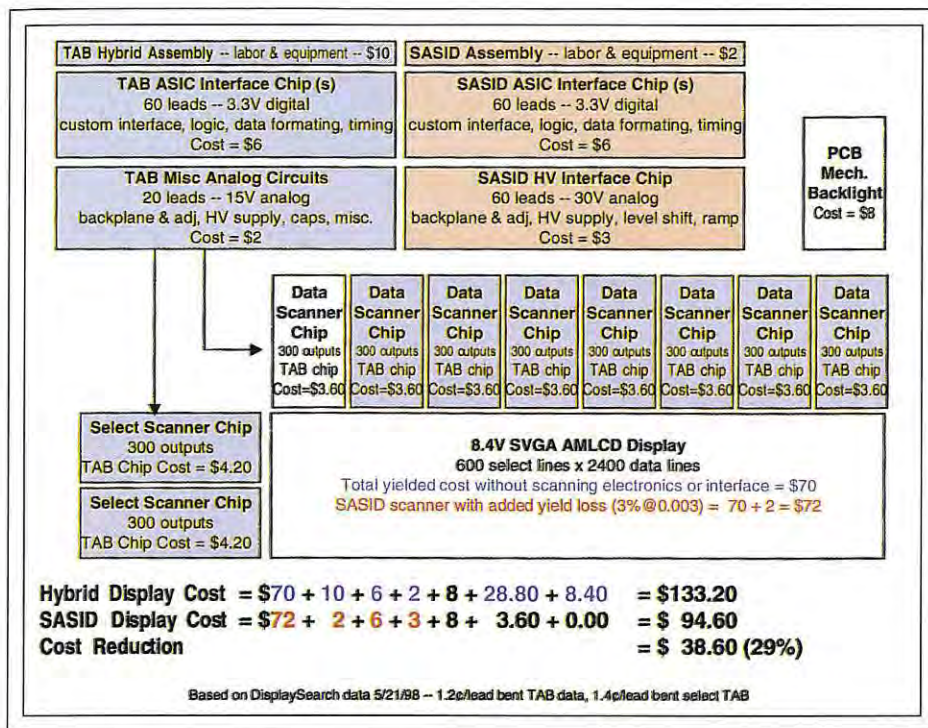 TAB Hybrid Assembly -- labor & equipment -- $10
SASID Assembly -- labor & equipment -- $2
TAB ASIC Interface Chip (s)
60 leads -- 3.3V digital
custom interface, logic, data formating, timing
Cost = $6
SASID ASIC Interface Chip (s)
60 leads -- 3.3V digital
custom interface, logic, data formating, timing
Cost = $6
PCB
Mech.
Backlight
Cost = $8
TAB Misc Analog Circuits
20 leads -- 15V analog
backplane & adj, HV supply, caps, misc.
Cost = $2
SASID HV Interface Chip
60 leads -- 30V analog
backplane & adj, HV supply, level shift, ramp
Cost = $3
Data
Scanner
Chip
300 outputs
TAB chip
Cost=$3.60
Data
Scanner
Chip
300 outputs
TAB chip
Cost=$3.60
Data
Scanner
Chip
300 outputs
TAB chip
Cost=$3.60
Data
Scanner
Chip
300 outputs
TAB chip
Cost=$3.60
Data
Scanner
Chip
300 outputs
TAB chip
Cost=$3.60
Data
Scanner
Chip
300 outputs
TAB chip
Cost=$3.60
Data
Scanner
Chip
300 outputs
TAB chip
Cost=$3.60
Data
Scanner
Chip
300 outputs
TAB chip
Cost=$3.60
Select Scanner Chip
300 outputs
TAB Chip Cost = $4.20
Select Scanner Chip
300 outputs
TAB Chip Cost = $4.20
8.4V SVGA AMLCD Display
600 select lines x 2400 data lines
Total yielded cost without scanning electronics or interface = $70
SASID scanner with added yield loss (3%@0.003) = 70 + 2 = $72
Hybrid Display Cost = $70 + 10 + 6 + 2 + 8 + 28.80 + 8.40 = $133.20
SASID Display Cost = $72 + 2 + 6 + 3 + 8 + 3.60 + 0.00 = $ 94.60
Cost Reduction = $ 38.60 (29%)
Based on DisplaySearch data 5/21/98 -- 1.2¢/lead bent TAB data, 1.4¢/lead bent select TAB